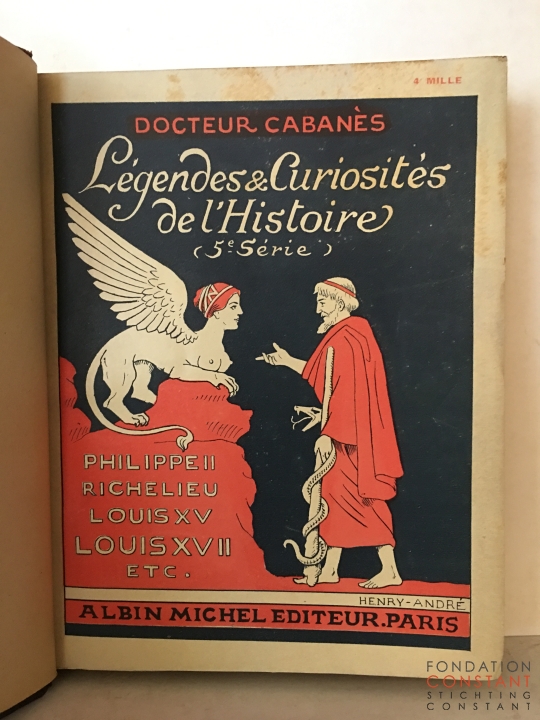 4e MILLE
DOCTEUR CABANÈS
Légendes & Curiosités
de l'Histoire
(5e Série)
PHILIPPE II
RICHELIEU
LOUIS XV
LOUIS XVII
ETC.
HENRY-ANDRÉ
ALBIN MICHEL EDITEUR.PARIS
FONDATION
CONSTANT
STICHTING
CONSTANT